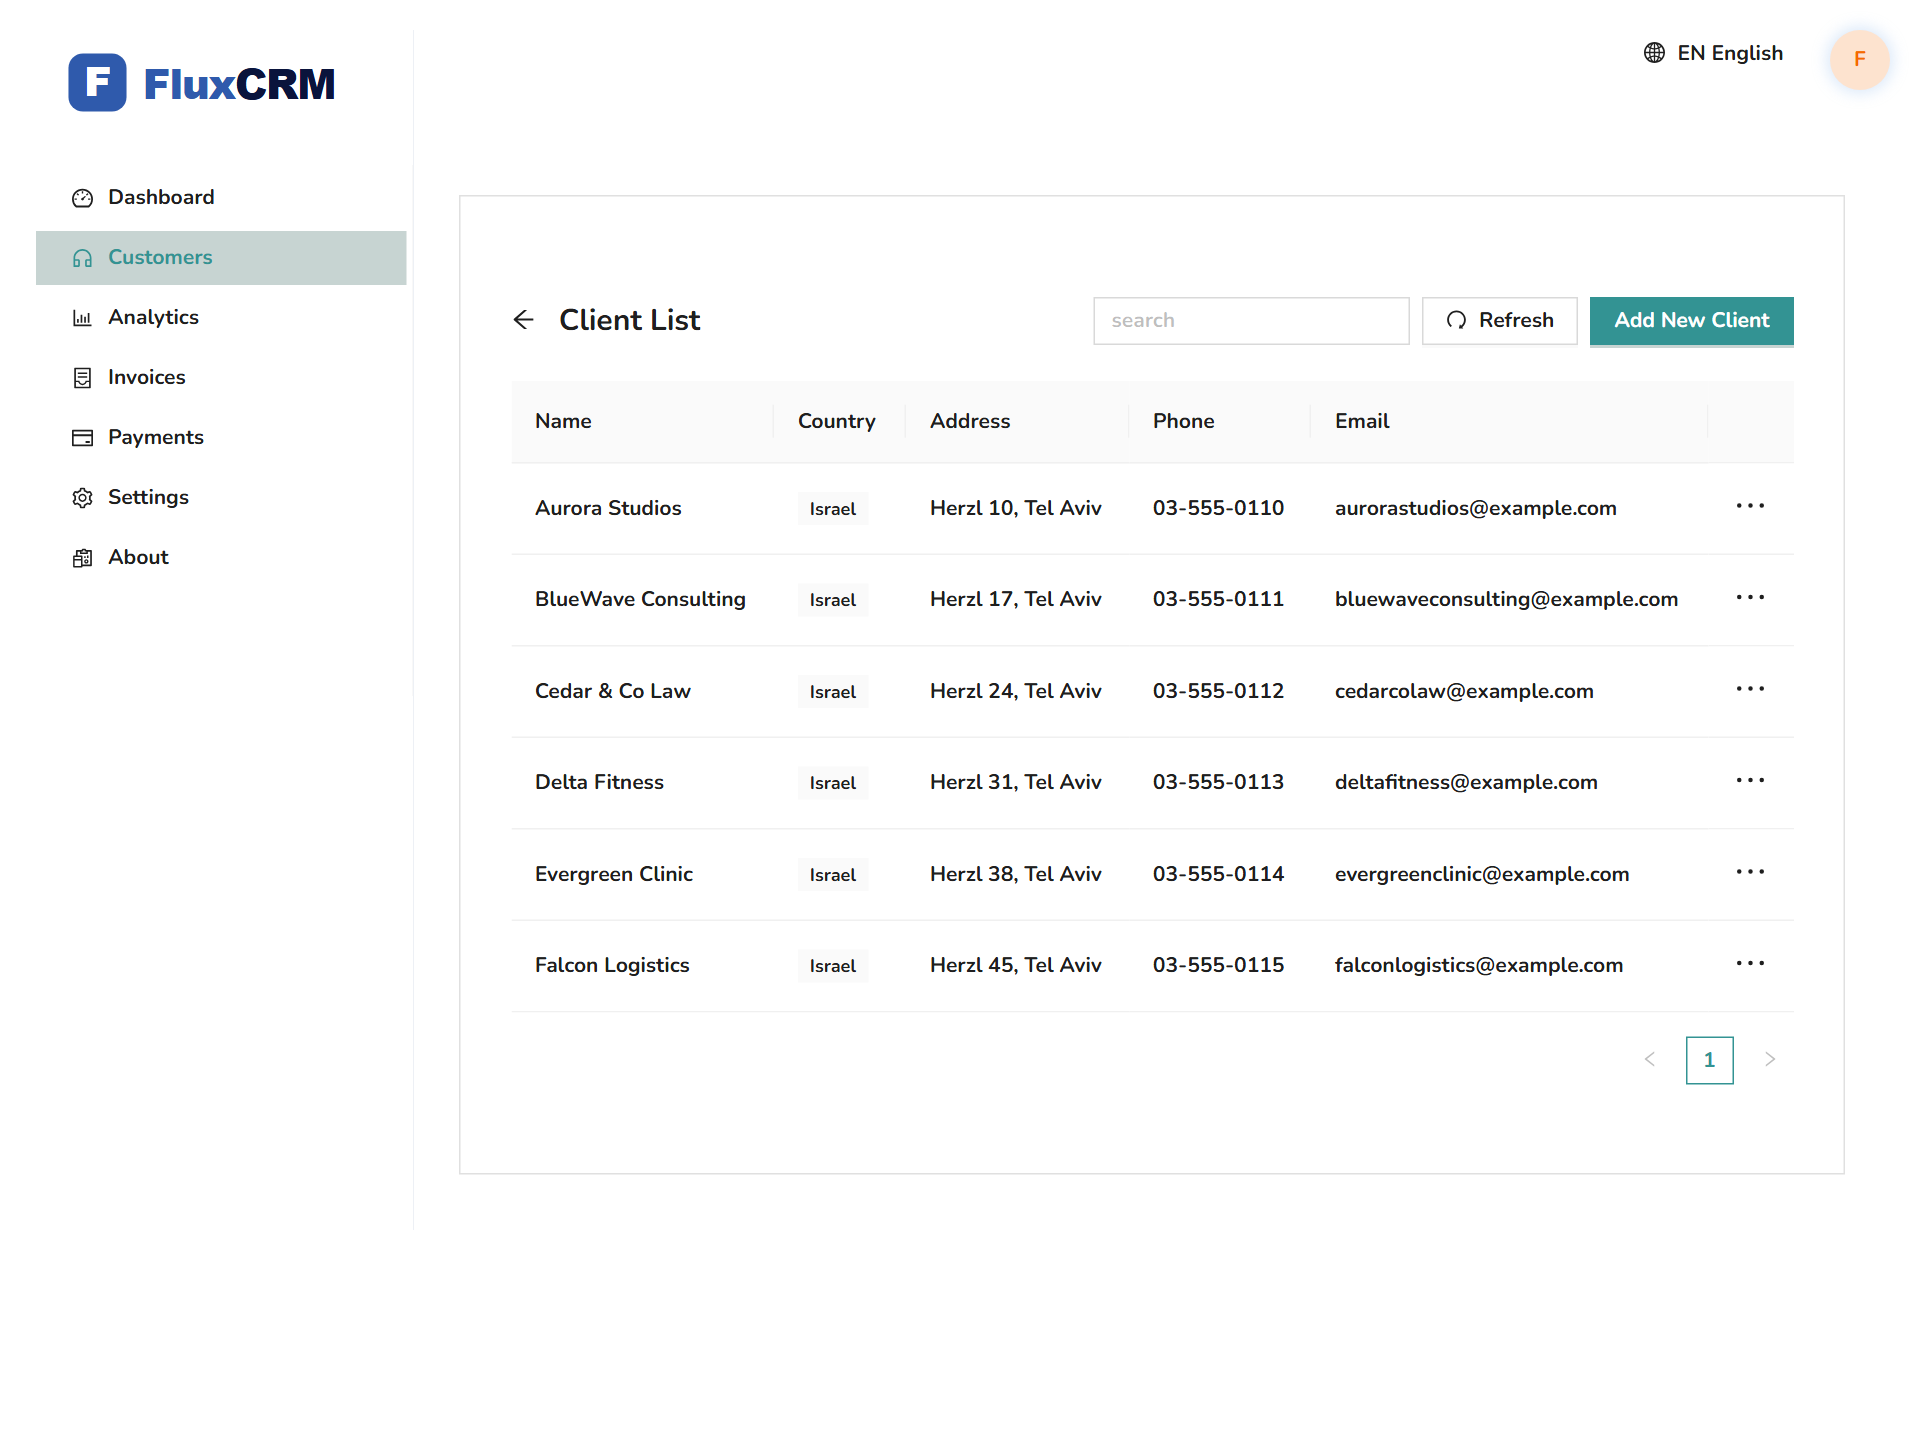 F FluxCRM
EN English
F
Dashboard
Customers
Analytics
Invoices
Payments
Settings
About
Client List
search
Refresh
Add New Client
Name Country Address Phone Email
Aurora Studios Israel Herzl 10, Tel Aviv 03-555-0110 aurorastudios@example.com
BlueWave Consulting Israel Herzl 17, Tel Aviv 03-555-0111 bluewaveconsulting@example.com
Cedar & Co Law Israel Herzl 24, Tel Aviv 03-555-0112 cedarcolaw@example.com
Delta Fitness Israel Herzl 31, Tel Aviv 03-555-0113 deltafitness@example.com
Evergreen Clinic Israel Herzl 38, Tel Aviv 03-555-0114 evergreenclinic@example.com
Falcon Logistics Israel Herzl 45, Tel Aviv 03-555-0115 falconlogistics@example.com
1